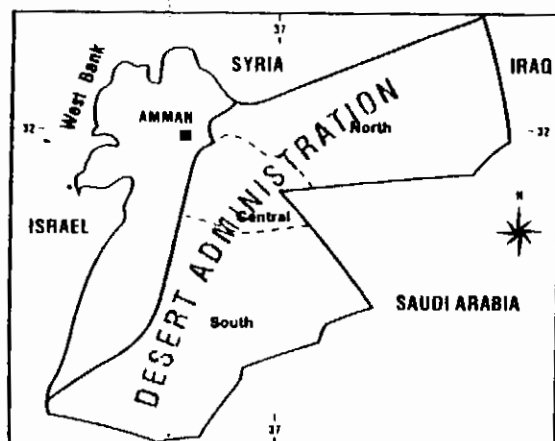 37
SYRIA
IRAQ
West Bank
AMMAN
32
North
32
DESERT ADMINISTRATION
N
Central
ISRAEL
SAUDI ARABIA
South
37